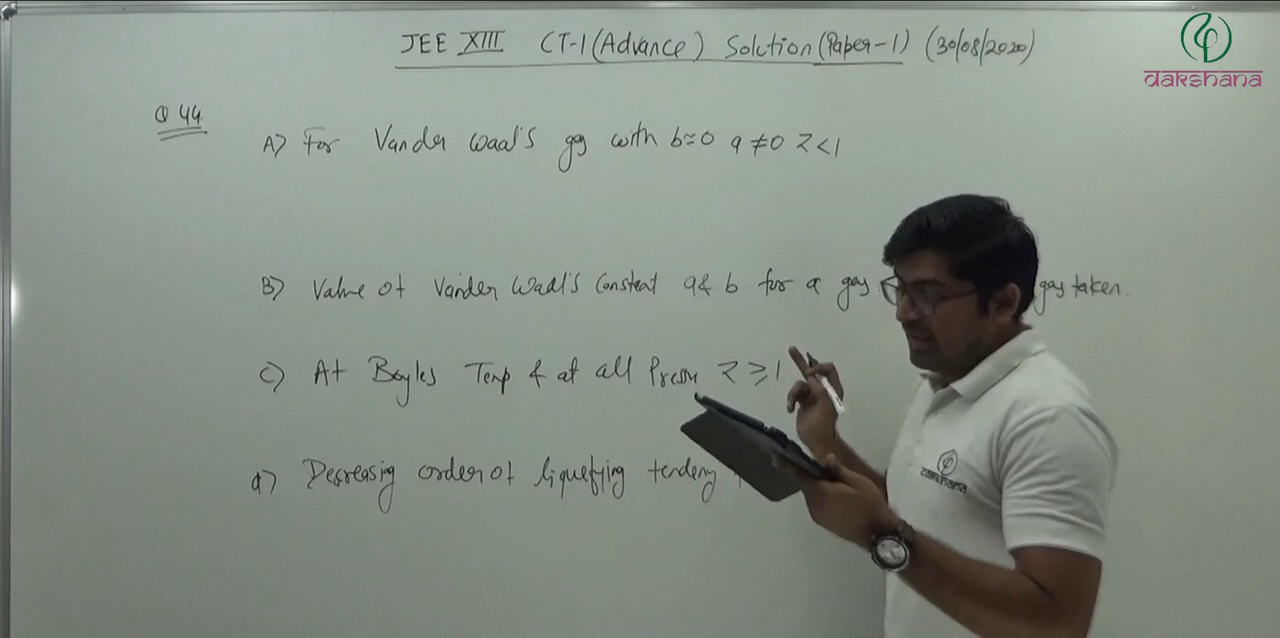 JEE XIII CT-1 (Advance) Solution (Paper-1) (30/08/2020)
dakshana
Q 44
A) For Vander Waal's gas with b≈0 a ≠0 Z<1
B) Value of Vander Waal's Constant a & b for a gas gas taken.
C) At Boyles Temp & at all Pressu Z ≥1
d) Decreasing order of liquefying tendency
dakshana